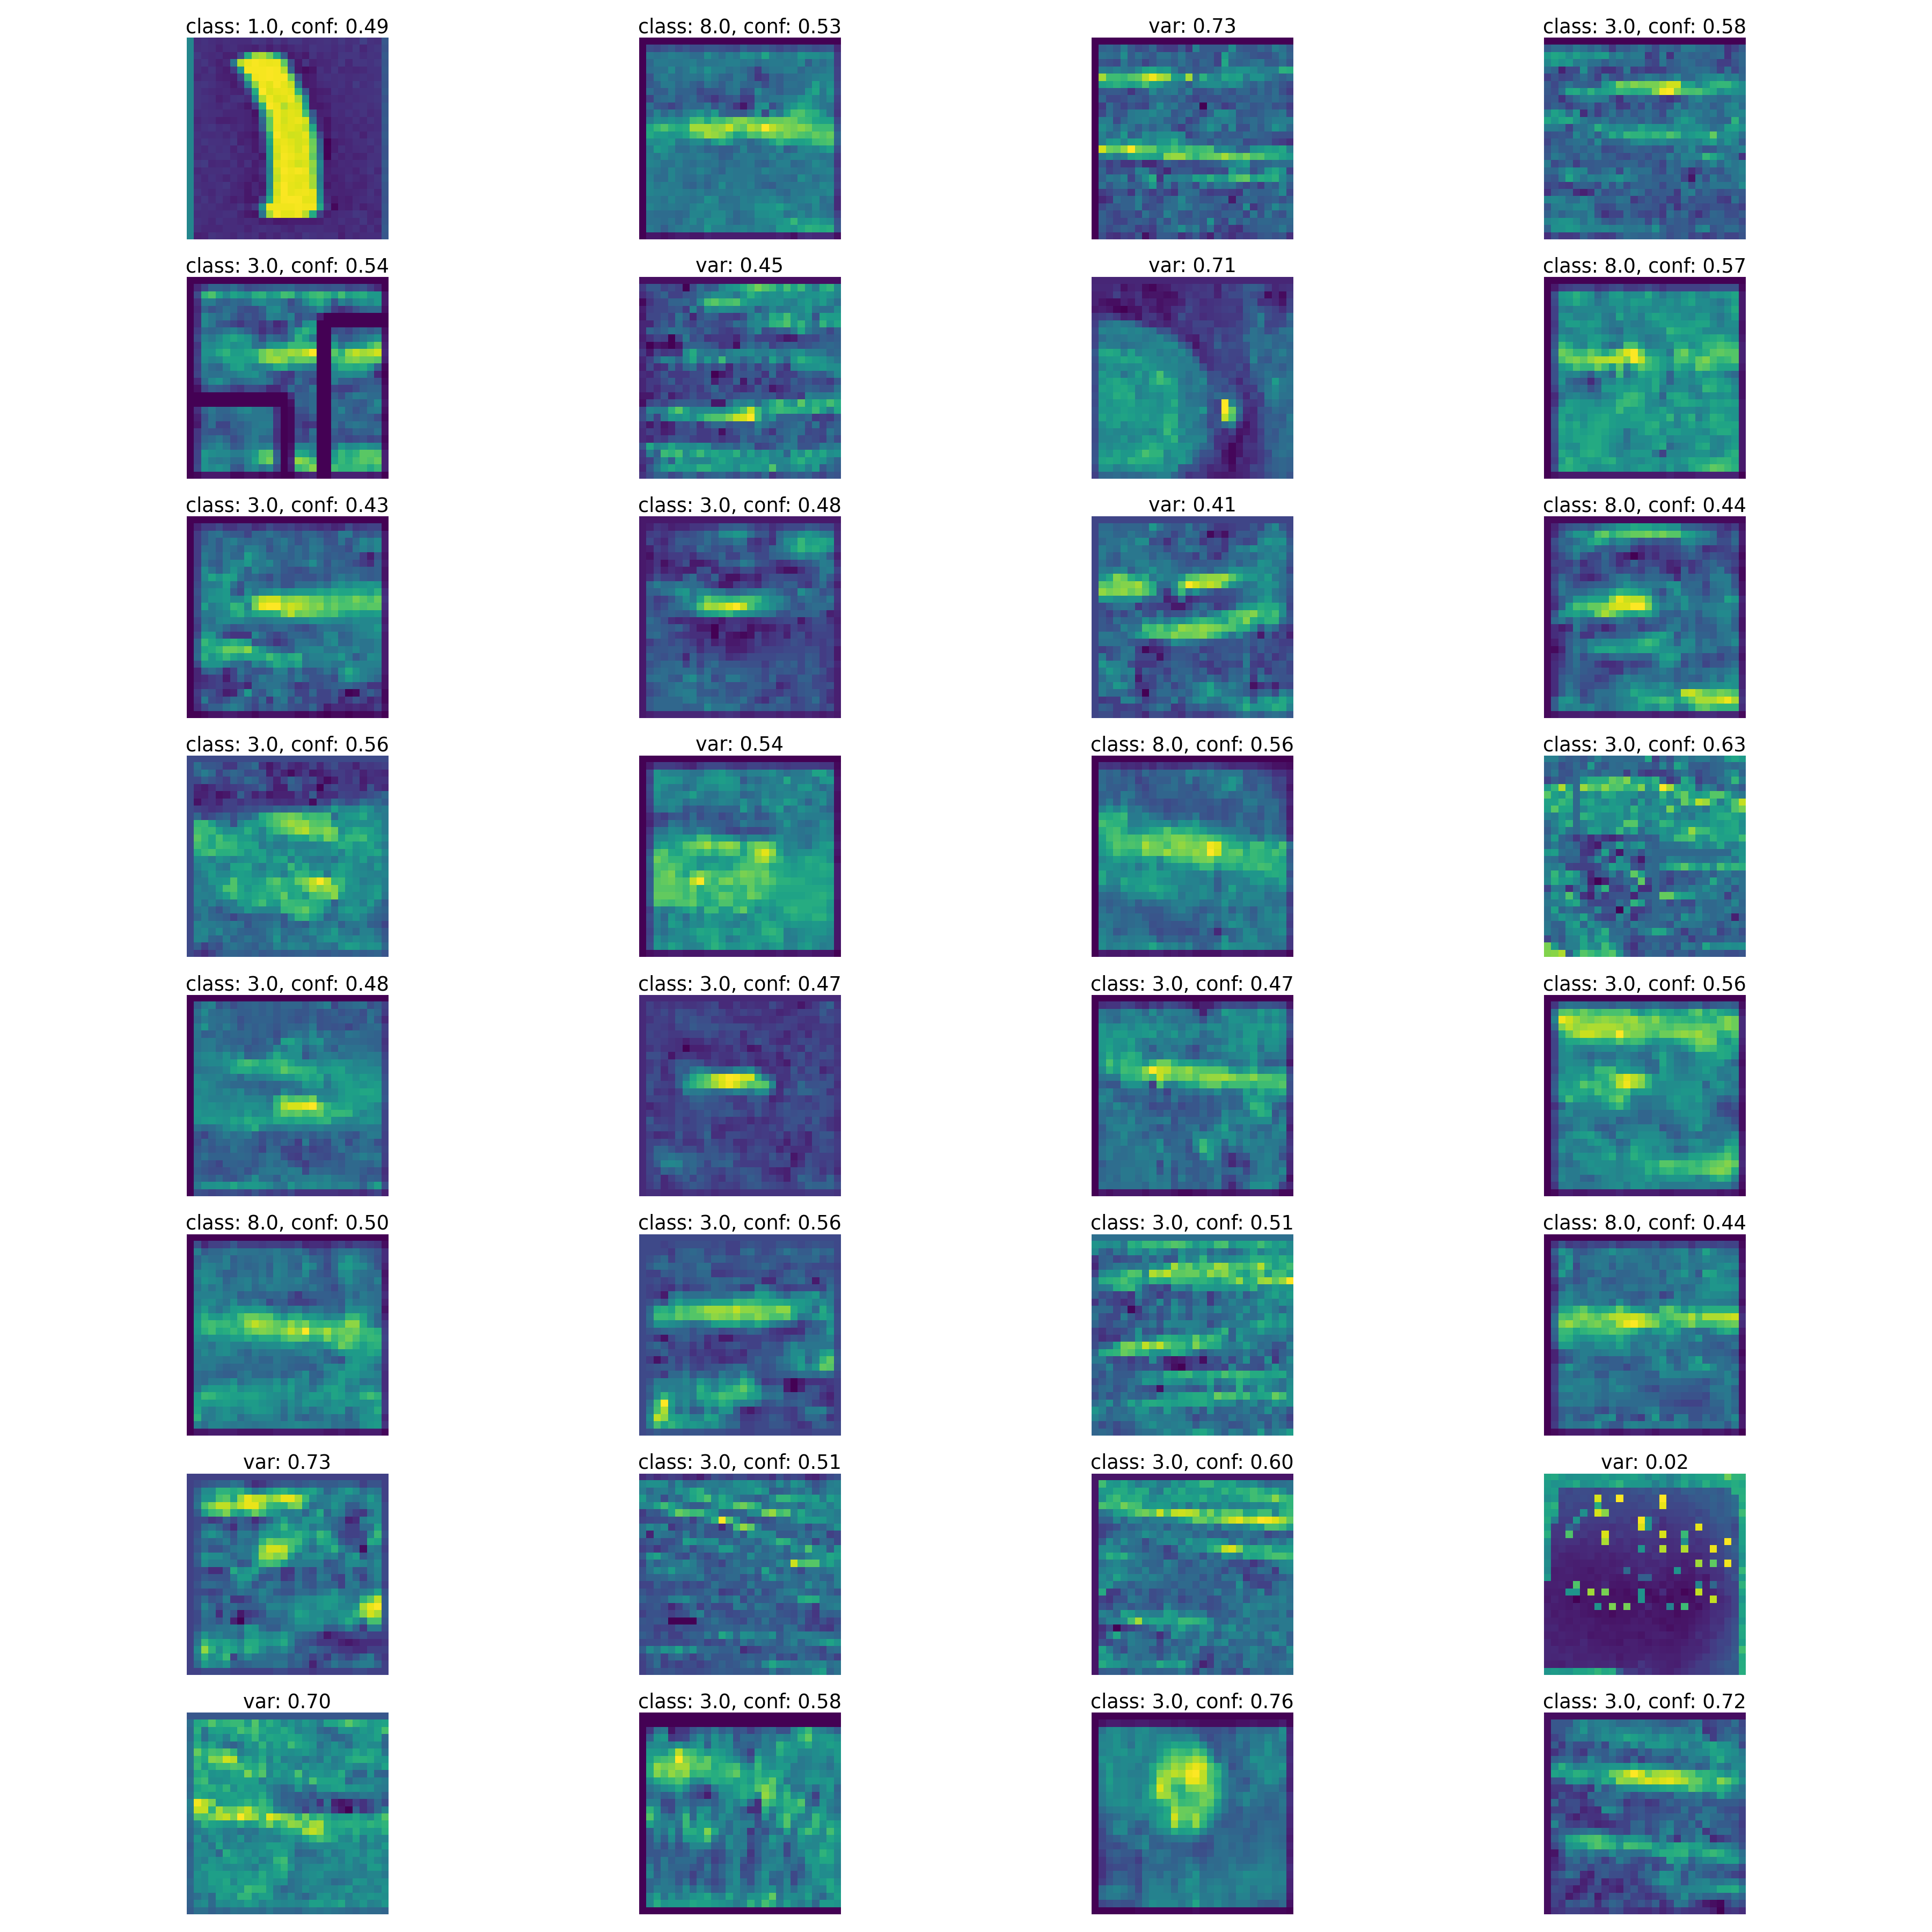 class: 1.0, conf: 0.49 class: 8.0, conf: 0.53 var: 0.73 class: 3.0, conf: 0.58
class: 3.0, conf: 0.54 var: 0.45 var: 0.71 class: 8.0, conf: 0.57
class: 3.0, conf: 0.43 class: 3.0, conf: 0.48 var: 0.41 class: 8.0, conf: 0.44
class: 3.0, conf: 0.56 var: 0.54 class: 8.0, conf: 0.56 class: 3.0, conf: 0.63
class: 3.0, conf: 0.48 class: 3.0, conf: 0.47 class: 3.0, conf: 0.47 class: 3.0, conf: 0.56
class: 8.0, conf: 0.50 class: 3.0, conf: 0.56 class: 3.0, conf: 0.51 class: 8.0, conf: 0.44
var: 0.73 class: 3.0, conf: 0.51 class: 3.0, conf: 0.60 var: 0.02
var: 0.70 class: 3.0, conf: 0.58 class: 3.0, conf: 0.76 class: 3.0, conf: 0.72